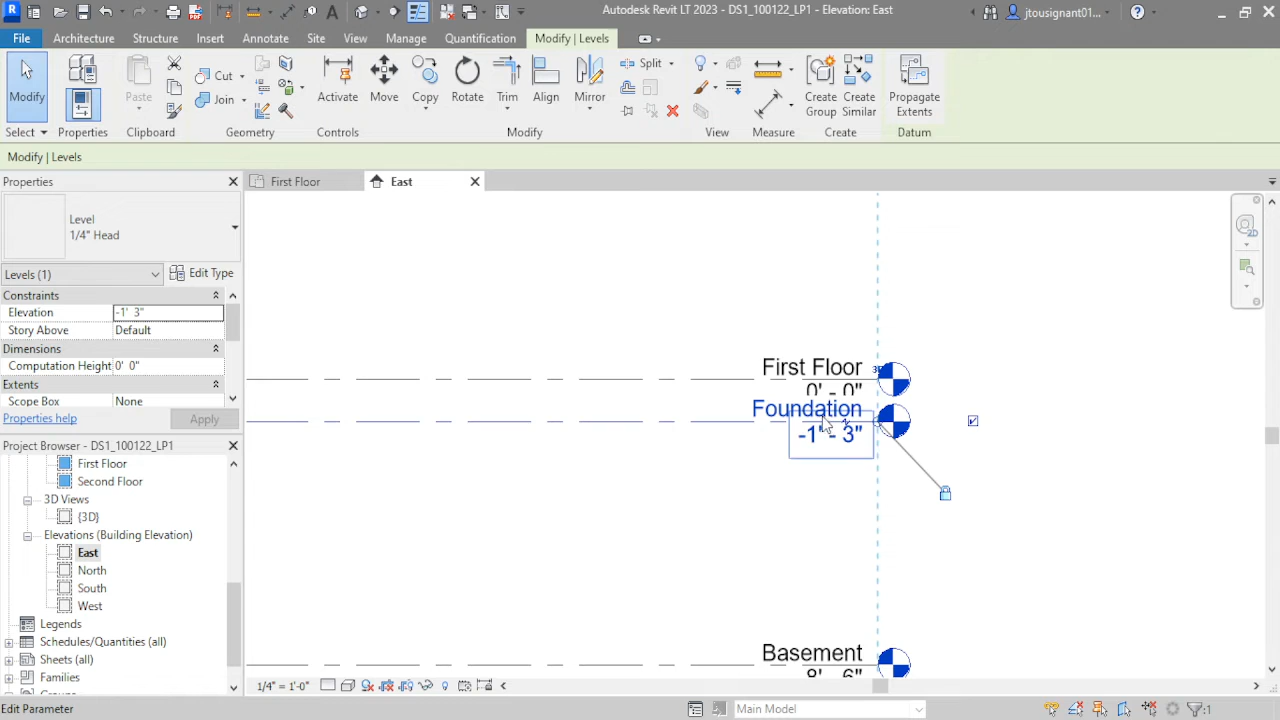 R
LT
A
Autodesk Revit LT 2023 - DS1_100122_LP1 - Elevation: East
jtousignant01...
?
File
Architecture
Structure
Insert
Annotate
Site
View
Manage
Quantification
Modify | Levels
Modify
Paste
Cut
Join
Activate
Move
Copy
Rotate
Trim
Align
Mirror
Split
Create Group
Create Similar
Propagate Extents
Select
Properties
Clipboard
Geometry
Controls
Modify
View
Measure
Create
Datum
Modify | Levels
Properties
First Floor
East
Level
1/4" Head
Levels (1)
Edit Type
Constraints
Elevation -1' 3"
Story Above Default
Dimensions
Computation Height 0' 0"
Extents
Scope Box None
Properties help
Apply
Project Browser - DS1_100122_LP1
First Floor
Second Floor
3D Views
{3D}
Elevations (Building Elevation)
East
North
South
West
Legends
Schedules/Quantities (all)
Sheets (all)
Families
First Floor
0' - 0"
Foundation
-1' - 3"
Basement
8' - 6"
2D
1/4" = 1'-0"
Edit Parameter
Main Model
:1